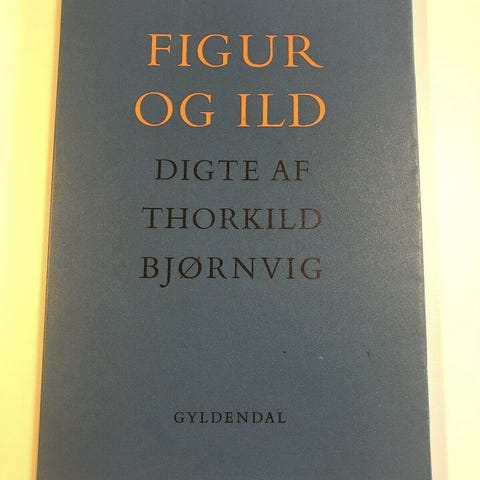 FIGUR
OG ILD
DIGTE AF
THORKILD
BJØRNVIG
GYLDENDAL